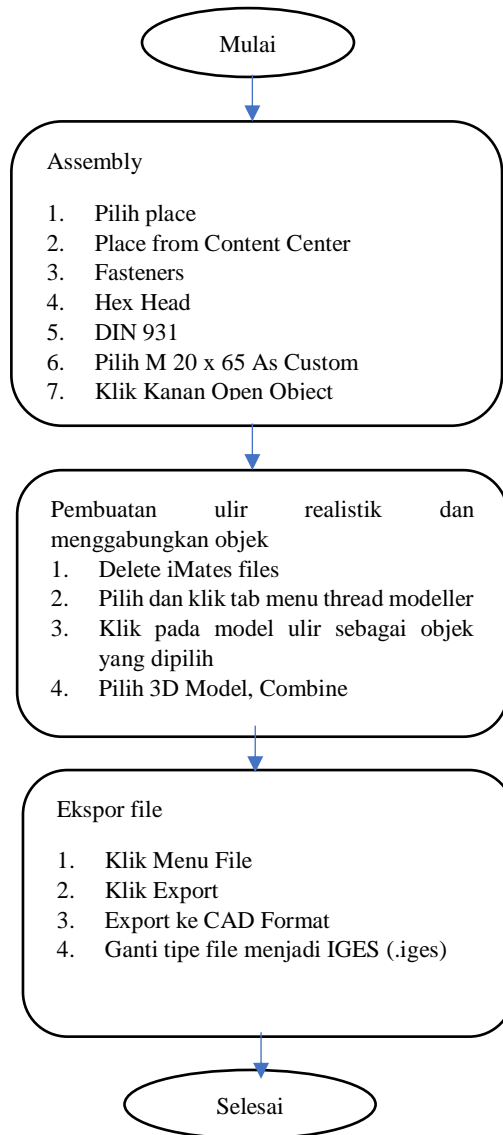 Mulai
Assembly
1. Pilih place
2. Place from Content Center
3. Fasteners
4. Hex Head
5. DIN 931
6. Pilih M 20 x 65 As Custom
7. Klik Kanan Open Object
Pembuatan ulir realistik dan
menggabungkan objek
1. Delete iMates files
2. Pilih dan klik tab menu thread modeller
3. Klik pada model ulir sebagai objek
yang dipilih
4. Pilih 3D Model, Combine
Ekspor file
1. Klik Menu File
2. Klik Export
3. Export ke CAD Format
4. Ganti tipe file menjadi IGES (.iges)
Selesai